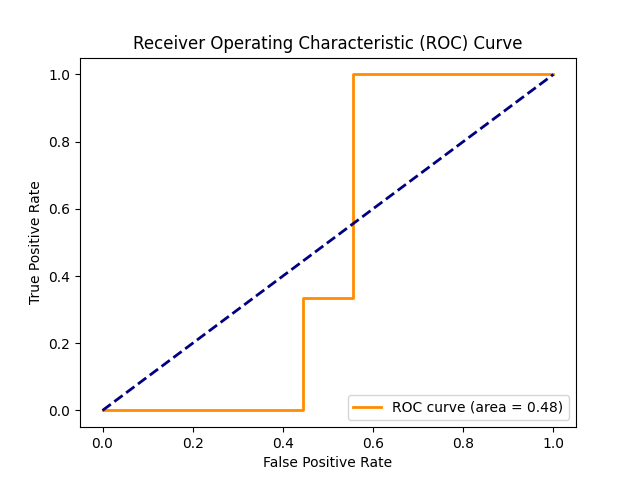 Receiver Operating Characteristic (ROC) Curve
True Positive Rate
1.0
0.8
0.6
0.4
0.2
0.0
ROC curve (area = 0.48)
0.0 0.2 0.4 0.6 0.8 1.0
False Positive Rate